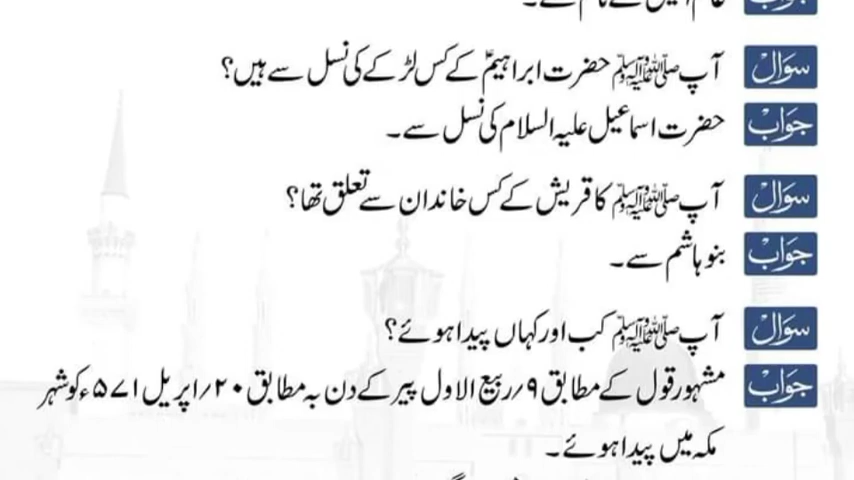 جواب
سوال آپ ﷺ حضرت ابراہیمؑ کے کس لڑکے کی نسل سے ہیں؟
جواب حضرت اسماعیل علیہ السلام کی نسل سے۔
سوال آپ ﷺ کا قریش کے کس خاندان سے تعلق تھا؟
جواب بنو ہاشم سے۔
سوال آپ ﷺ کب اور کہاں پیدا ہوئے؟
جواب مشہور قول کے مطابق ۹/ربیع الاول پیر کے دن بہ مطابق ۲۰/اپریل ۵۷۱ء کو شہر
مکہ میں پیدا ہوئے۔